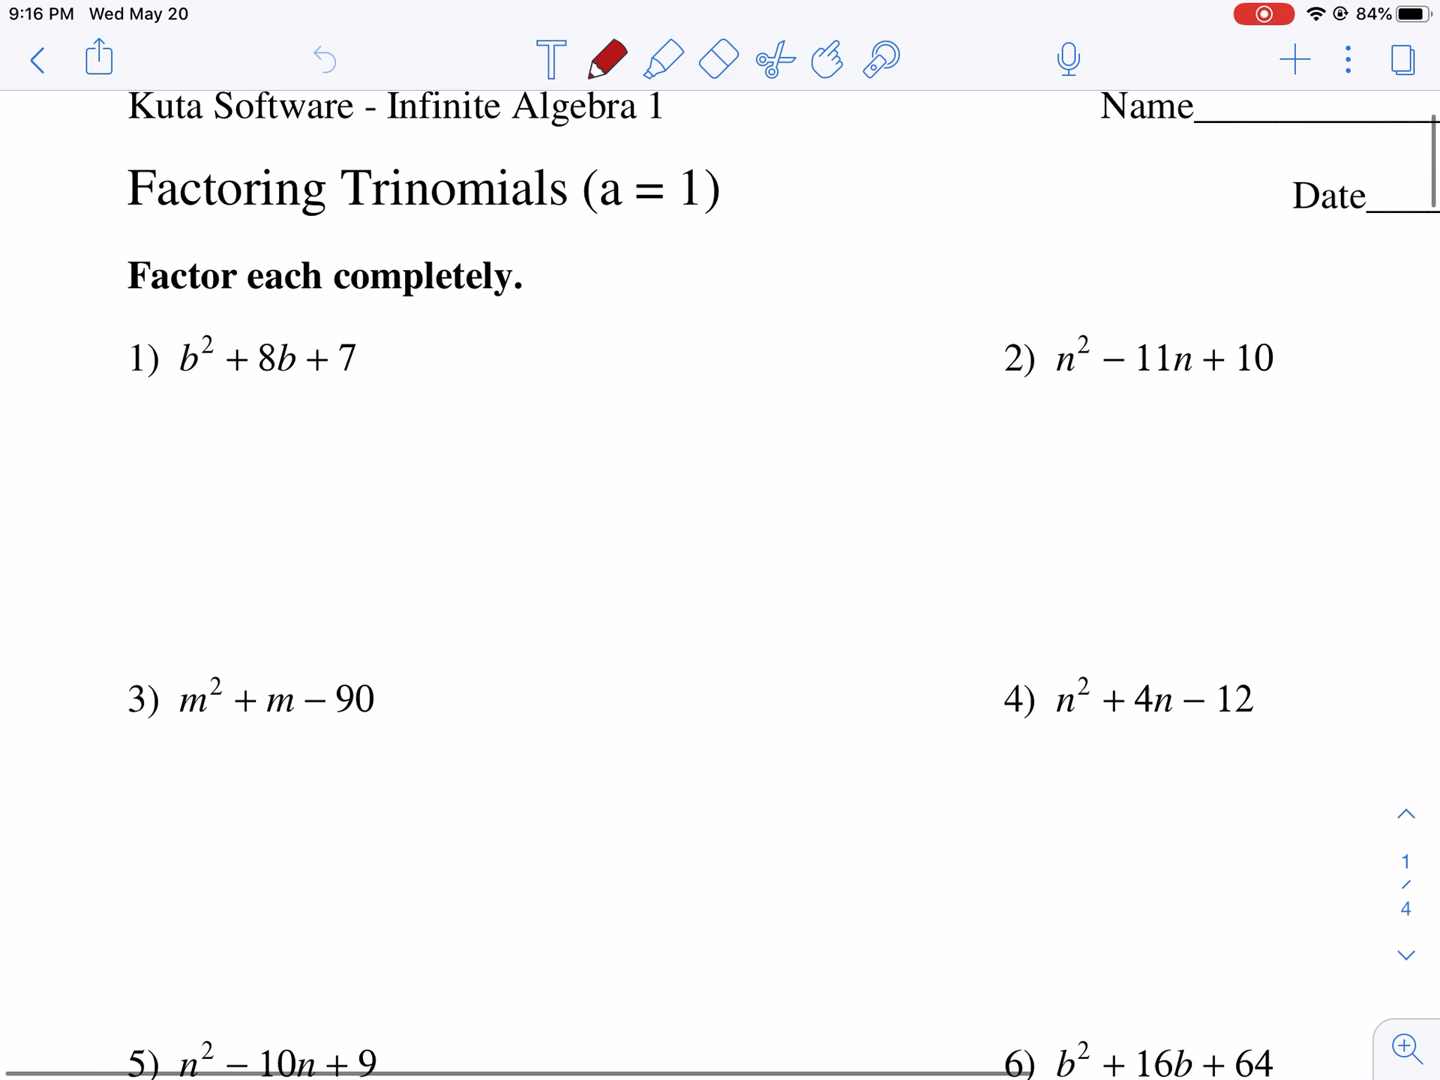 9:16 PM Wed May 20 84%
Kuta Software - Infinite Algebra 1 Name
Factoring Trinomials (a = 1) Date
Factor each completely.
1) b² + 8b + 7 2) n² − 11n + 10
3) m² + m − 90 4) n² + 4n − 12
1
/
4
5) n² − 10n + 9 6) b² + 16b + 64